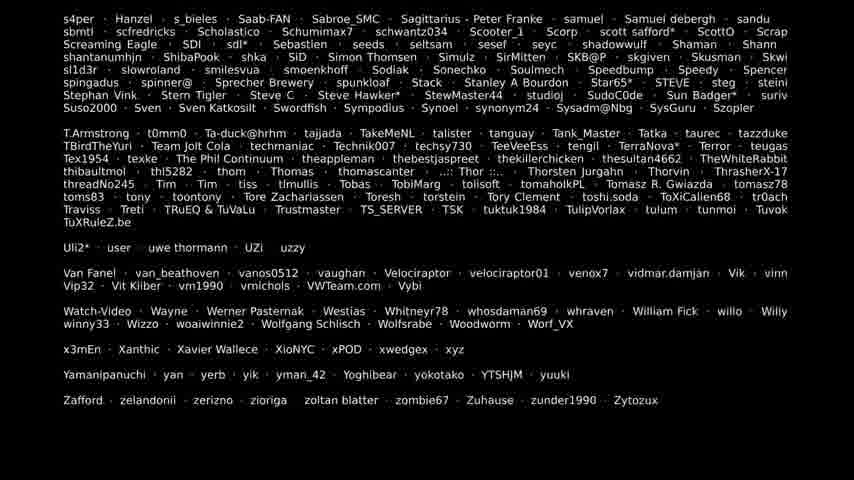 s4per · Hanzel · s_bieles · Saab-FAN · Sabroe_SMC · Sagittarius - Peter Franke · samuel · Samuel debergh · sandu
sbmtl · scfredricks · Scholastico · Schumimax7 · schwantz034 · Scooter_1 · Scorp · scott safford* · ScottO · Scrap
Screaming Eagle · SDI · sdl* · Sebastien · seeds · seltsam · sesef · seyc · shadowwulf · Shaman · Shann
shantanumhjn · ShibaPook · shka · SiD · Simon Thomsen · Simulz · SirMitten · SKB@P · skgiven · Skusman · Skwi
sl1d3r · slowroland · smilesvua · smoenkhoff · Sodiak · Sonechko · Soulmech · Speedbump · Speedy · Spencer
spingadus · spinner@ · Sprecher Brewery · spunkloaf · Stack · Stanley A Bourdon · Star65* · STE\/E · steg · steini
Stephan Vink · Stern Tigler · Steve C · Steve Hawker* · StewMaster44 · studioj · SudoC0de · Sun Badger* · suriv
Suso2000 · Sven · Sven Katkosilt · Swordfish · Sympodius · Synoel · synonym24 · Sysadm@Nbg · SysGuru · Szopler
T.Armstrong · t0mm0 · Ta-duck@hrhm · tajjada · TakeMeNL · talister · tanguay · Tank_Master · Tatka · taurec · tazzduke
TBirdTheYuri · Team Jolt Cola · techmaniac · Technik007 · techsy730 · TeeVeeEss · tengil · TerraNova* · Terror · teugas
Tex1954 · texke · The Phil Continuum · theappleman · thebestjaspreet · thekillerchicken · thesultan4662 · TheWhiteRabbit
thibaultmol · thl5282 · thom · Thomas · thomascanter · ..:: Thor ::.. · Thorsten Jurgahn · Thorvin · ThrasherX-17
threadNo245 · Tim · Tim · tiss · tlmullis · Tobas · TobiMarg · tolisoft · tomaholkPL · Tomasz R. Gwiazda · tomasz78
toms83 · tony · toontony · Tore Zachariassen · Toresh · torstein · Tory Clement · toshi.soda · ToXiCalien68 · tr0ach
Traviss · Treti · TRuEQ & TuVaLu · Trustmaster · TS_SERVER · TSK · tuktuk1984 · TulipVorlax · tulum · tunmoi · Tuvok
TuXRuleZ.be
Uli2* · user · uwe thormann · UZi · uzzy
Van Fanel · van_beathoven · vanos0512 · vaughan · Velociraptor · velociraptor01 · venox7 · vidmar.damjan · Vik · vinn
Vip32 · Vit Kliber · vm1990 · vmichols · VWTeam.com · Vybi
Watch-Video · Wayne · Werner Pasternak · Westias · Whitneyr78 · whosdaman69 · whraven · William Fick · willo · Willy
winny33 · Wizzo · woaiwinnie2 · Wolfgang Schlisch · Wolfsrabe · Woodworm · Worf_VX
x3mEn · Xanthic · Xavier Wallece · XioNYC · xPOD · xwedgex · xyz
Yamanipanuchi · yan · yerb · yik · yman_42 · Yoghibear · yokotako · YTSHJM · yuuki
Zafford · zelandonii · zerizno · zioriga · zoltan blatter · zombie67 · Zuhause · zunder1990 · Zytozux